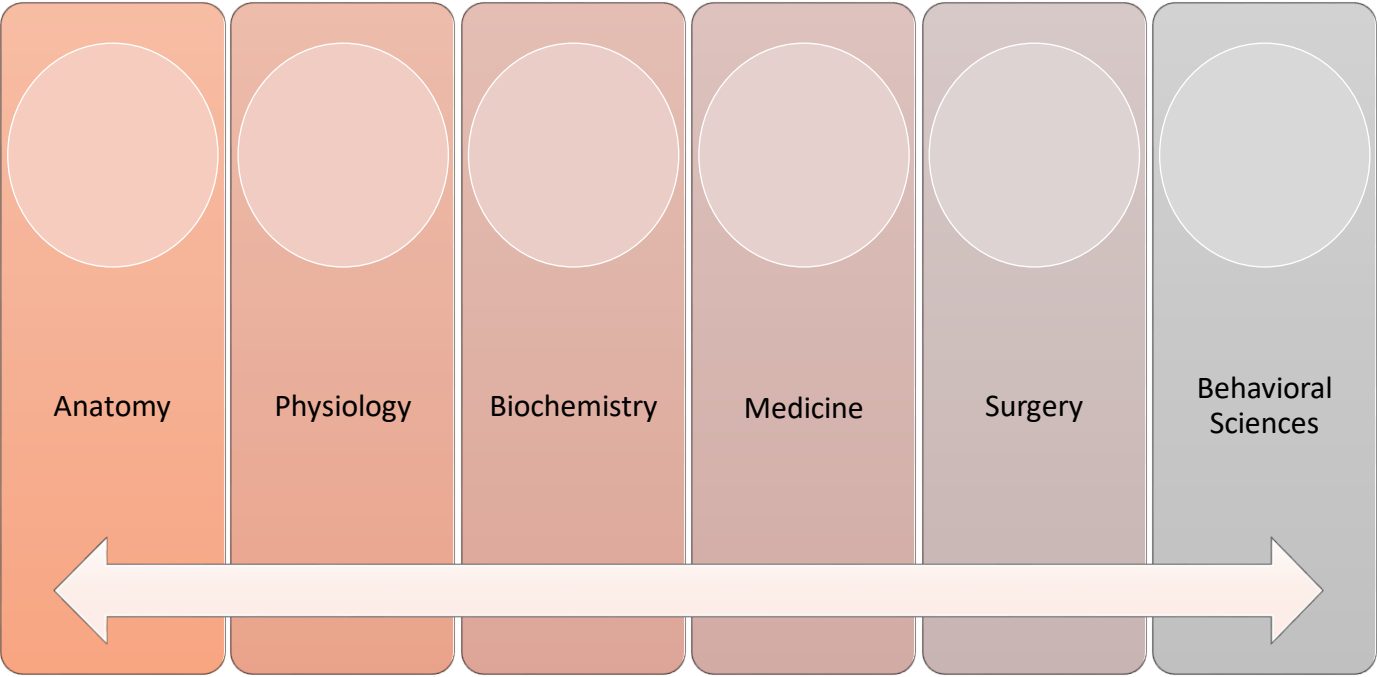 Anatomy
Physiology
Biochemistry
Medicine
Surgery
Behavioral
Sciences